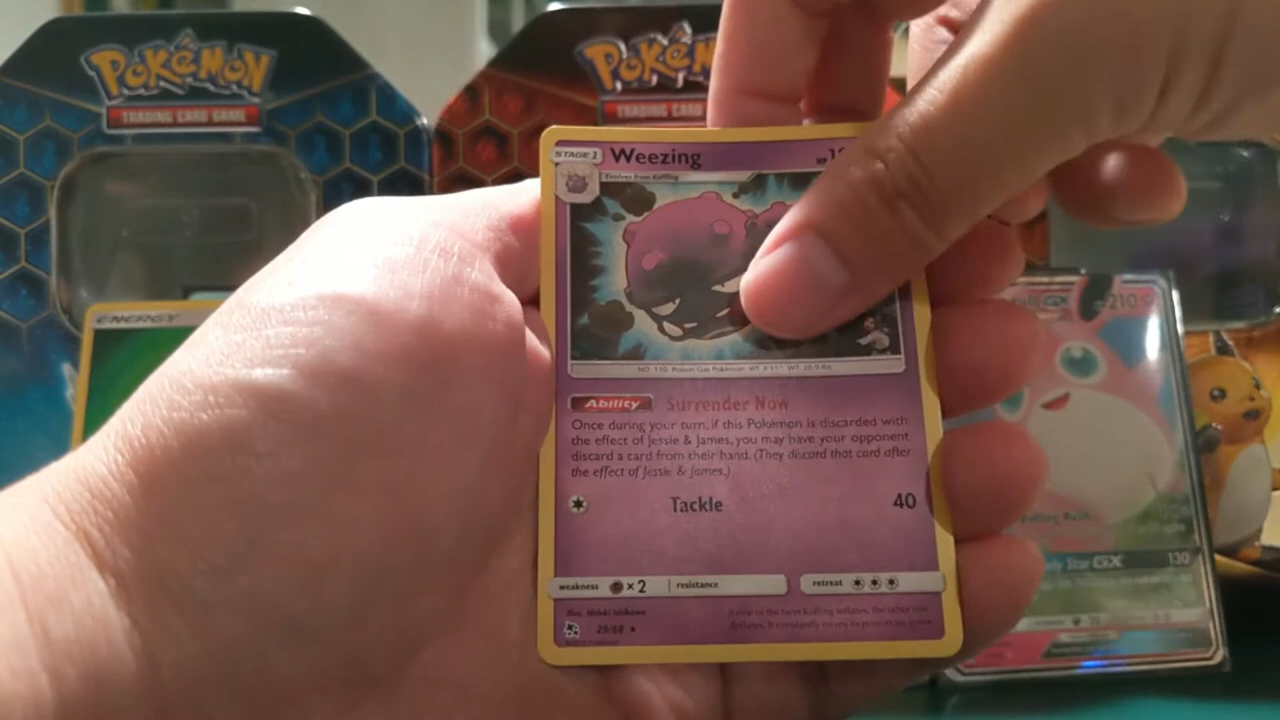 POKéMON
TRADING CARD GAME
POKéM
TRADING CARD
ENERGY
STAGE 1
Weezing
HP
Evolves from Koffing
NO. 110 Poison Gas Pokémon HT: 3'11" WT: 20.9 lbs.
Ability Surrender Now
Once during your turn, if this Pokémon is discarded with
the effect of Jessie & James, you may have your opponent
discard a card from their hand. (They discard that card after
the effect of Jessie & James.)
Tackle 40
weakness ×2 resistance
retreat
Illus. Hideki Ishikawa
29/68
If one of the twin Koffing inflates, the other one
deflates. It constantly mixes its poisonous gases.
GX 210
Star GX 130